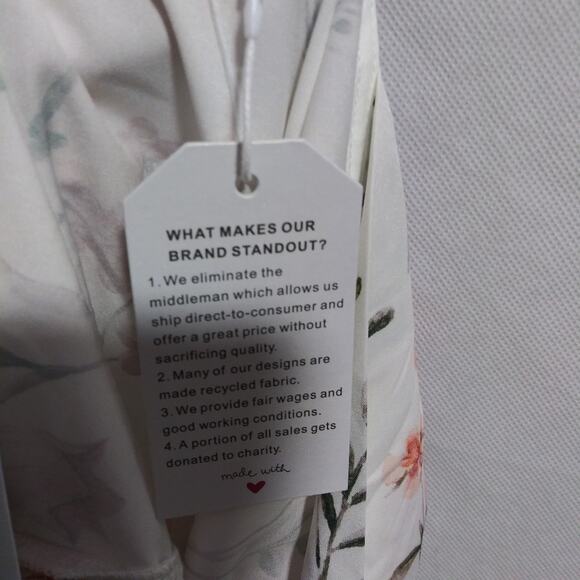 WHAT MAKES OUR
BRAND STANDOUT?
1. We eliminate the
middleman which allows us
ship direct-to-consumer and
offer a great price without
sacrificing quality.
2. Many of our designs are
made recycled fabric.
3. We provide fair wages and
good working conditions.
4. A portion of all sales gets
donated to charity.
made with